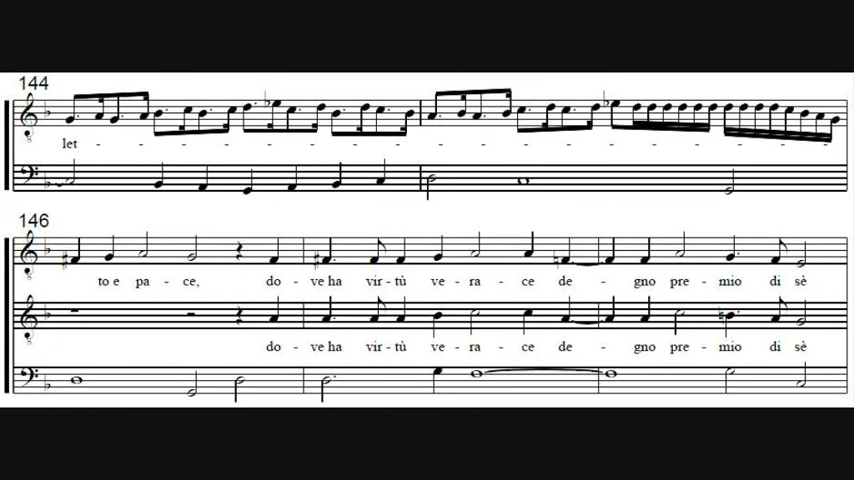 144
let- - - - - - - - - - - - - - - - - - - -
146
to e pa - ce, do - ve ha vir - tù ve - ra - ce de - gno pre - mio di sè
do - ve ha vir - tù ve - ra - ce de - gno pre - mio di sè